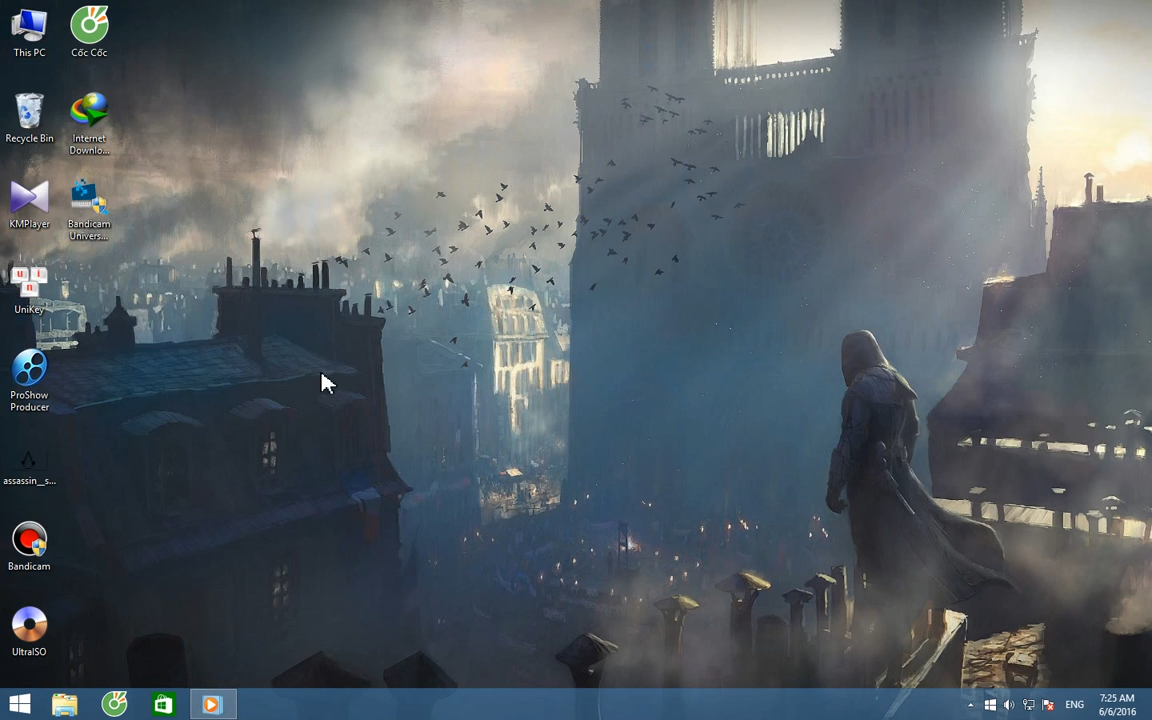 This PC
Cốc Cốc
Recycle Bin
Internet
Downlo...
KMPlayer
Bandicam
Univers...
u i
n
UniKey
ProShow
Producer
assassin__s...
Bandicam
UltraISO
ENG
7:25 AM
6/6/2016